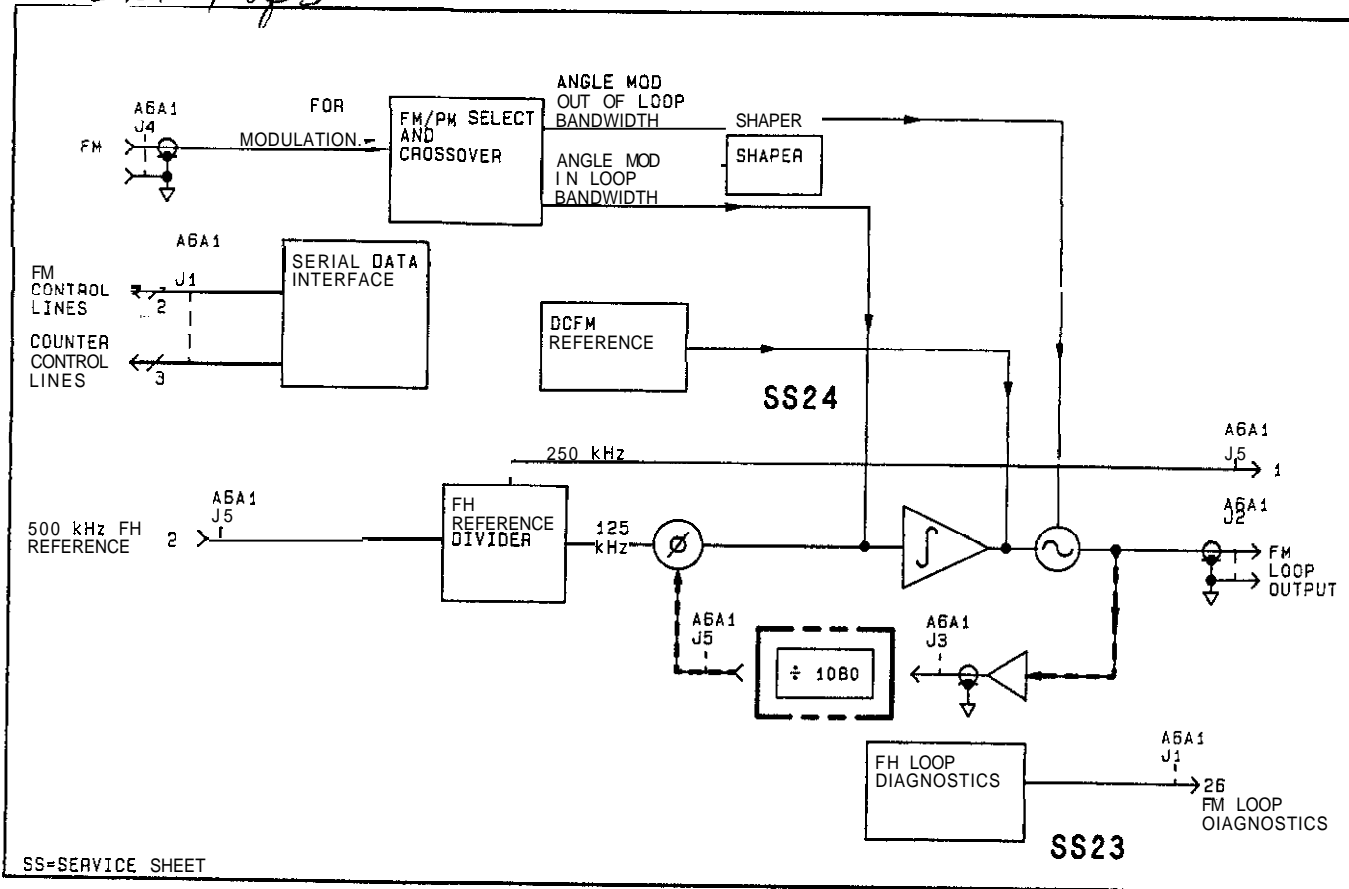 FM
A6A1
J4
FOR
MODULATION.
FM/PM SELECT
AND
CROSSOVER
ANGLE MOD
OUT OF LOOP
BANDWIDTH
SHAPER
SHAPER
ANGLE MOD
IN LOOP
BANDWIDTH
A6A1
J1
FM
CONTROL
LINES
2
COUNTER
CONTROL
LINES
3
SERIAL DATA
INTERFACE
DCFM
REFERENCE
SS24
250 kHz
A6A1
J5
1
500 kHz FH
REFERENCE
2
A6A1
J5
FH
REFERENCE
DIVIDER
125
kHz
ø
∫
A6A1
J2
FM
LOOP
OUTPUT
A6A1
J5
÷ 1080
A6A1
J3
FH LOOP
DIAGNOSTICS
A6A1
J1
26
FM LOOP
OIAGNOSTICS
SS23
SS=SERVICE SHEET